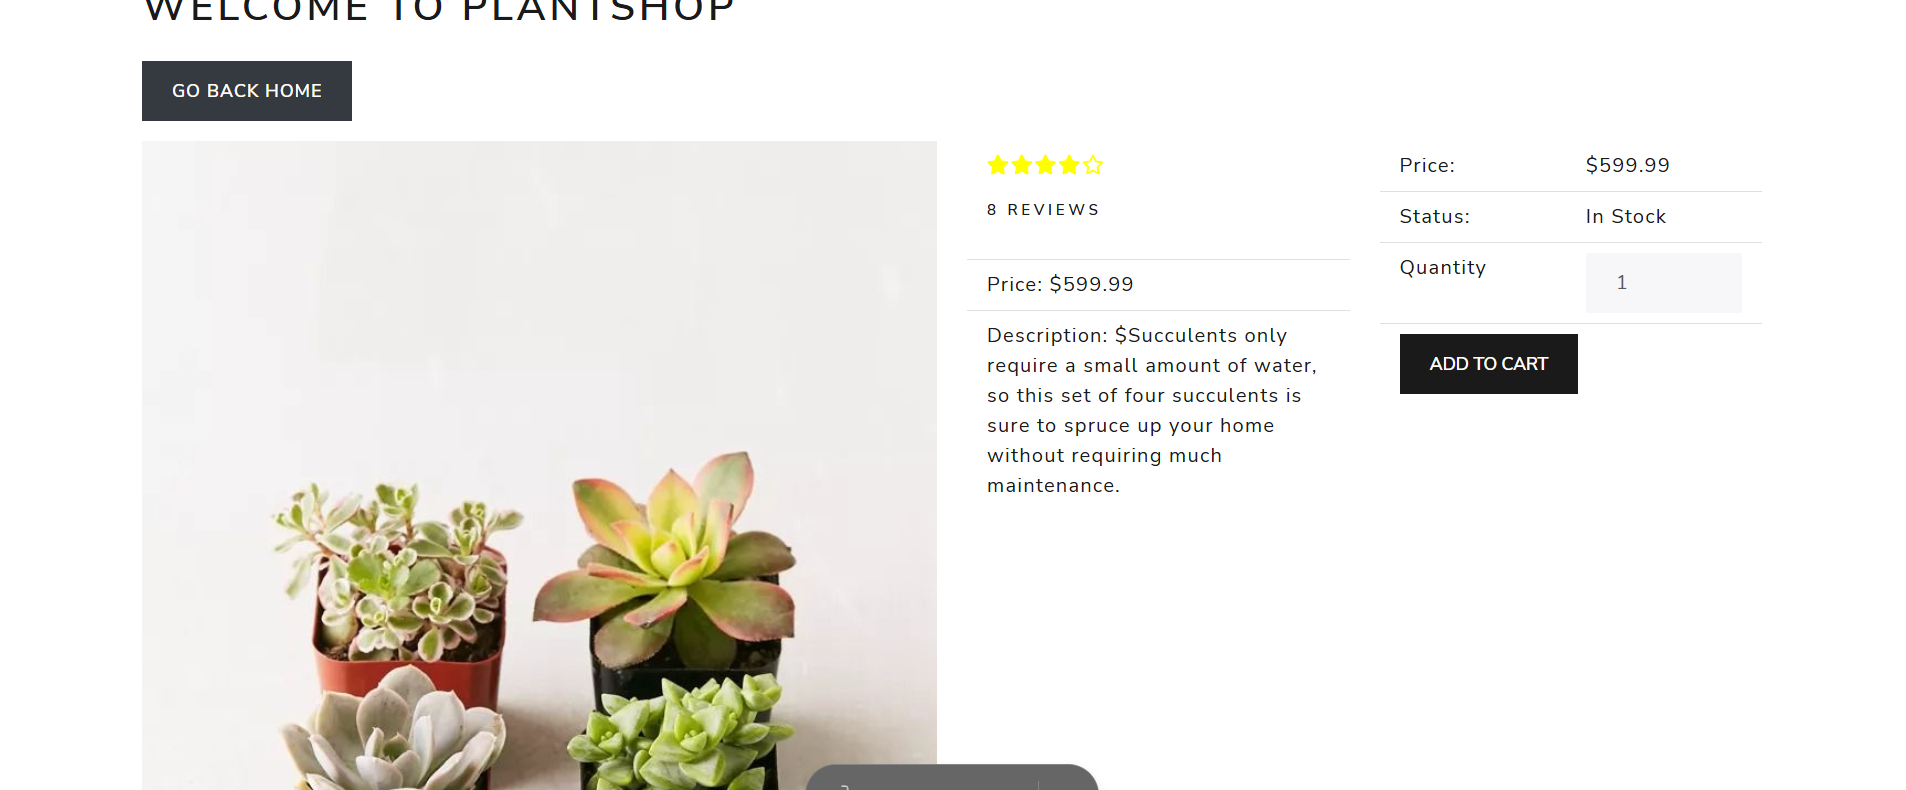 WELCOME TO PLANTSHOP
GO BACK HOME
8 REVIEWS
Price: $599.99
Description: $Succulents only
require a small amount of water,
so this set of four succulents is
sure to spruce up your home
without requiring much
maintenance.
Price: $599.99
Status: In Stock
Quantity 1
ADD TO CART